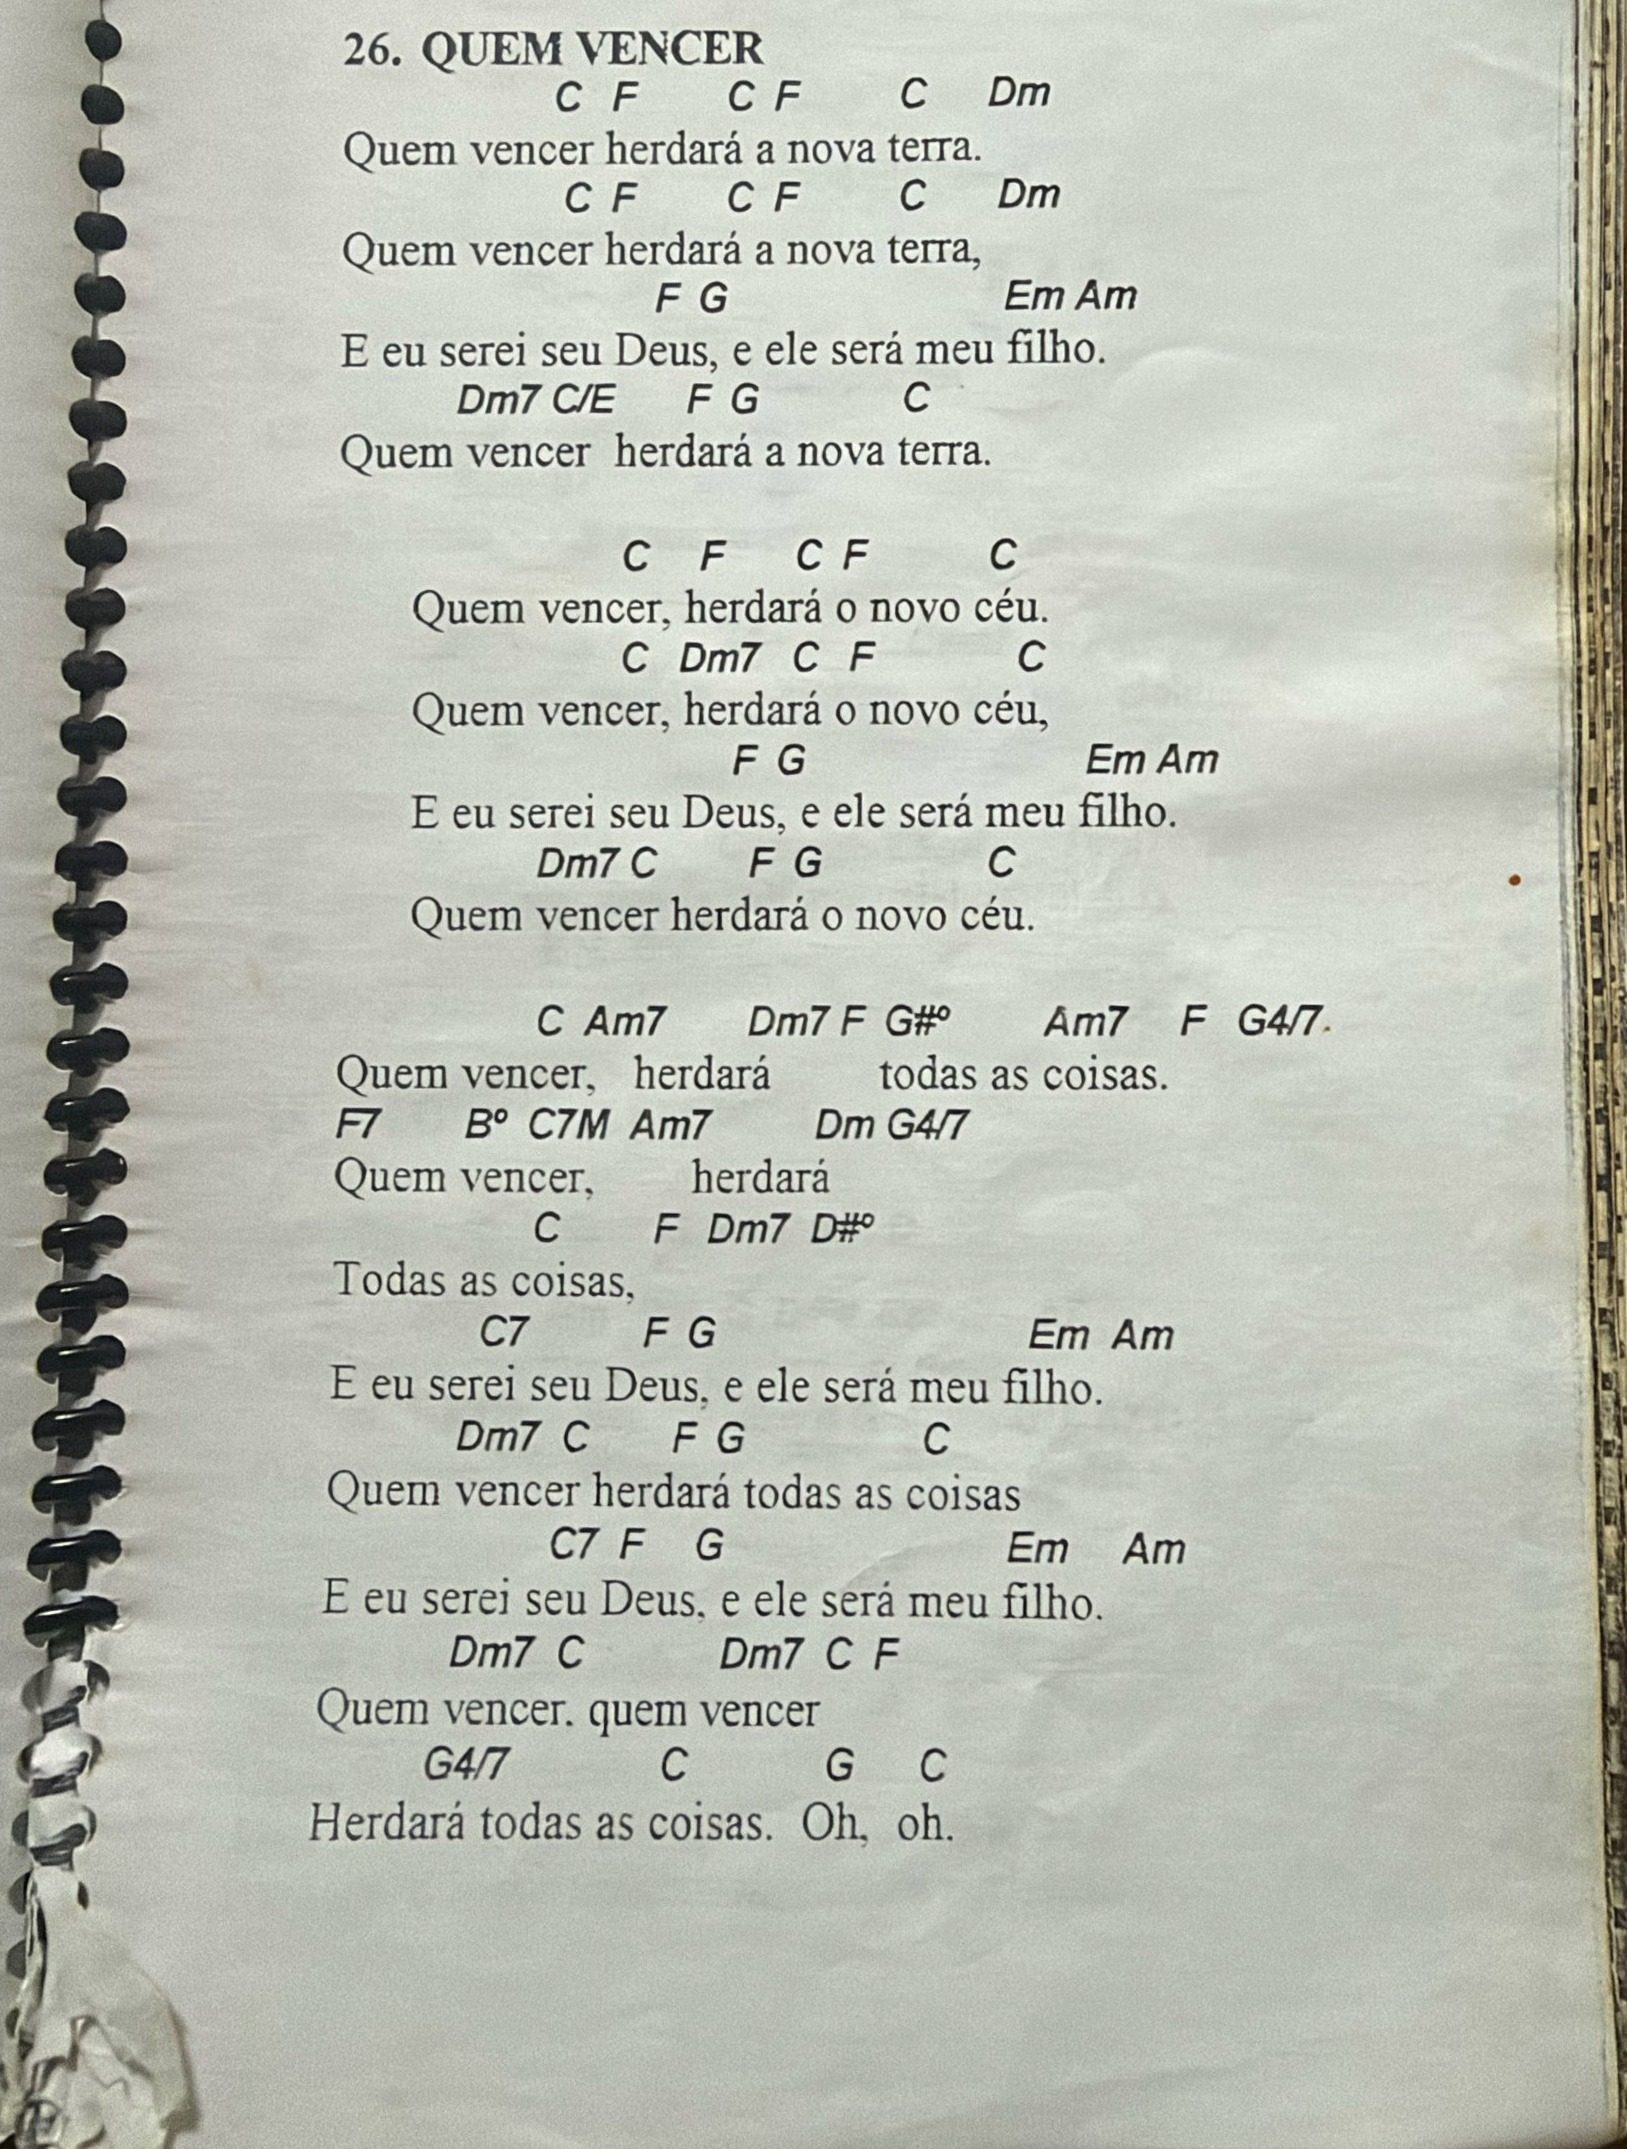 26. QUEM VENCER
C F C F C Dm
Quem vencer herdará a nova terra.
C F C F C Dm
Quem vencer herdará a nova terra,
F G Em Am
E eu serei seu Deus, e ele será meu filho.
Dm7 C/E F G C
Quem vencer herdará a nova terra.
C F C F C
Quem vencer, herdará o novo céu.
C Dm7 C F C
Quem vencer, herdará o novo céu,
F G Em Am
E eu serei seu Deus, e ele será meu filho.
Dm7 C F G C
Quem vencer herdará o novo céu.
C Am7 Dm7 F G#º Am7 F G4/7.
Quem vencer, herdará todas as coisas.
F7 Bº C7M Am7 Dm G4/7
Quem vencer, herdará
C F Dm7 D#º
Todas as coisas,
C7 F G Em Am
E eu serei seu Deus, e ele será meu filho.
Dm7 C F G C
Quem vencer herdará todas as coisas
C7 F G Em Am
E eu serei seu Deus, e ele será meu filho.
Dm7 C Dm7 C F
Quem vencer. quem vencer
G4/7 C G C
Herdará todas as coisas. Oh, oh.